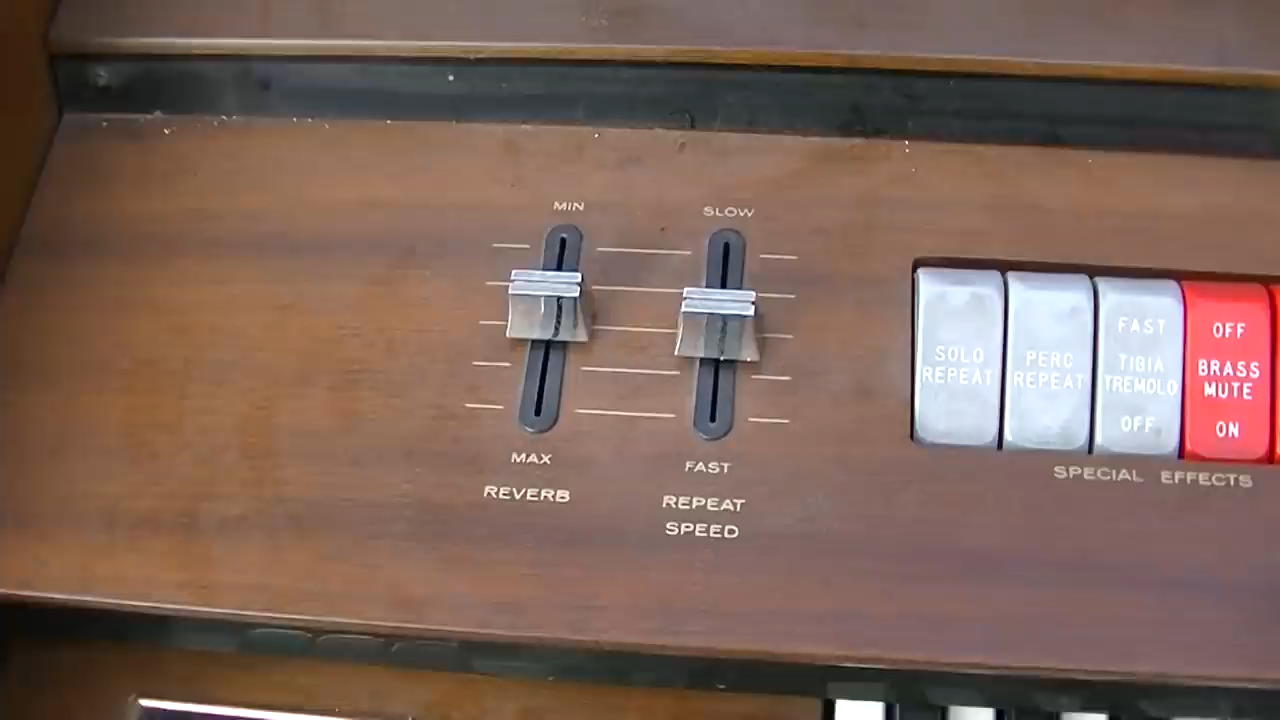 MIN
SLOW
MAX
REVERB
FAST
REPEAT
SPEED
SOLO
REPEAT
PERC
REPEAT
FAST
TIBIA
TREMOLO
OFF
OFF
BRASS
MUTE
ON
SPECIAL EFFECTS